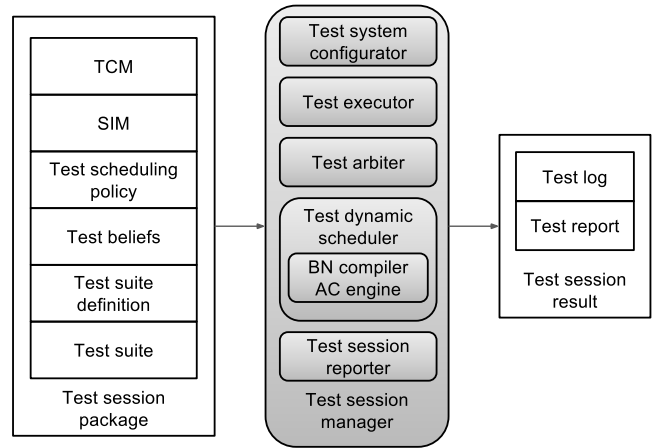 TCM
SIM
Test scheduling
policy
Test beliefs
Test suite
definition
Test suite
Test session
package
Test system
configurator
Test executor
Test arbiter
Test dynamic
scheduler
BN compiler
AC engine
Test session
reporter
Test session
manager
Test log
Test report
Test session
result